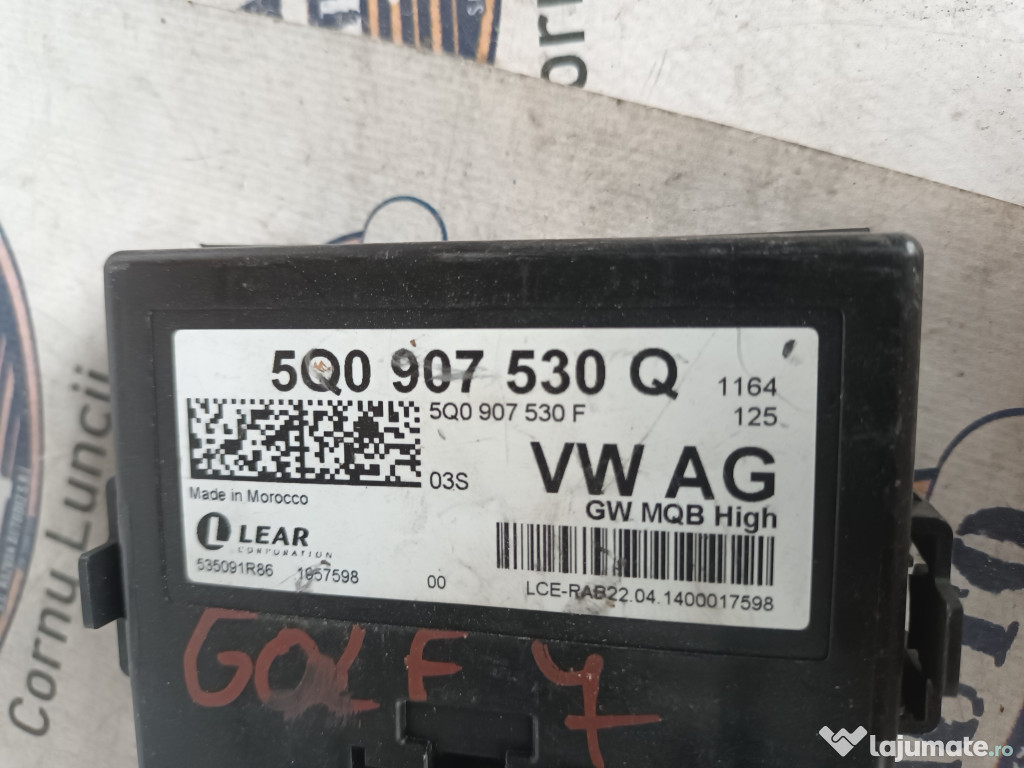 Cornu Luncii
5Q0 907 530 Q
1164
5Q0 907 530 F
125
03S
VW AG
GW MQB High
Made in Morocco
LEAR
CORPORATION
535091R86
1957598
00
LCE-RAB22.04.1400017598
GOLF 7
lajumate.ro